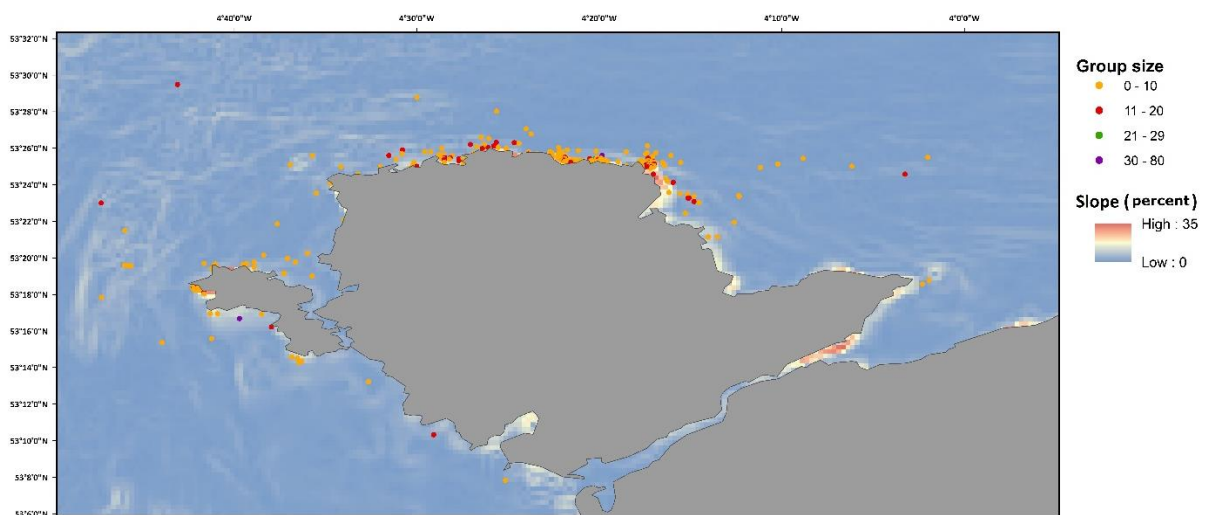 4°40'0"W 4°30'0"W 4°20'0"W 4°10'0"W 4°0'0"W
53°32'0"N
53°30'0"N
53°28'0"N
53°26'0"N
53°24'0"N
53°22'0"N
53°20'0"N
53°18'0"N
53°16'0"N
53°14'0"N
53°12'0"N
53°10'0"N
53°8'0"N
53°6'0"N
Group size
0 - 10
11 - 20
21 - 29
30 - 80
Slope (percent)
High : 35
Low : 0